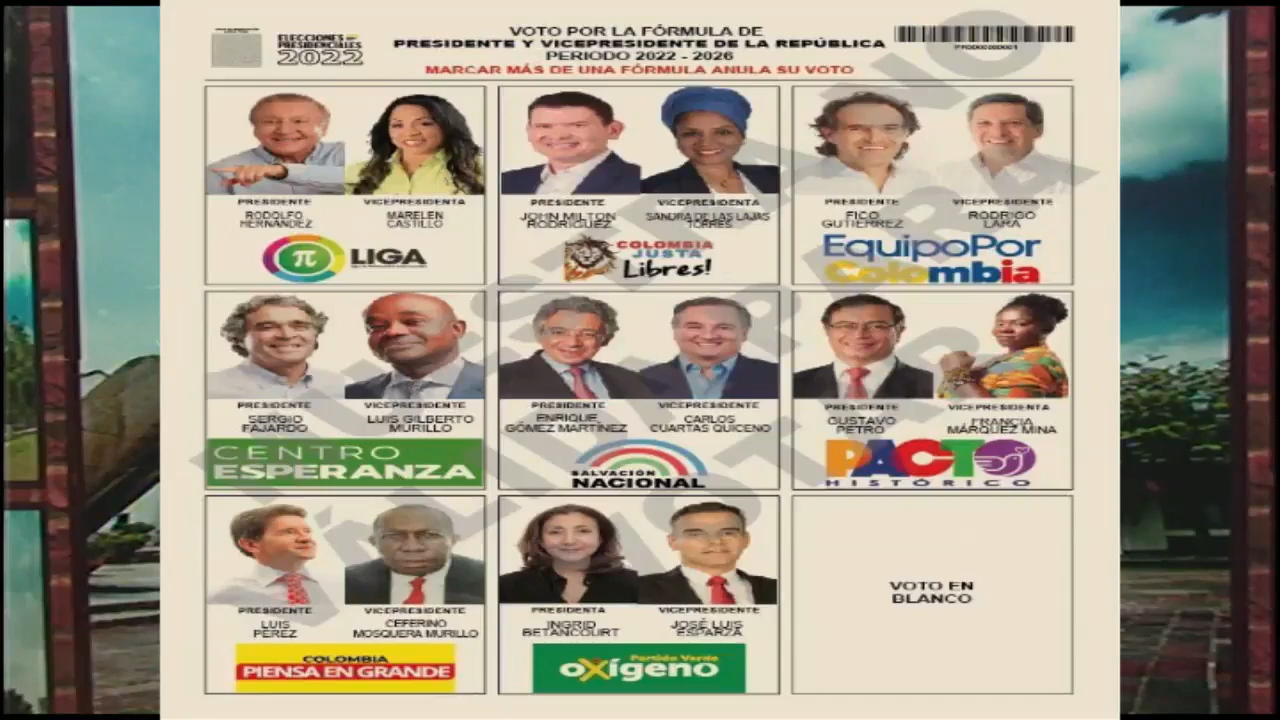 ELECCIONES
PRESIDENCIALES
2022
VOTO POR LA FÓRMULA DE
PRESIDENTE Y VICEPRESIDENTE DE LA REPÚBLICA
PERIODO 2022 - 2026
MARCAR MÁS DE UNA FÓRMULA ANULA SU VOTO
PRESIDENTE VICEPRESIDENTA
RODOLFO MARELEN
HERNÁNDEZ CASTILLO
LIGA
PRESIDENTE VICEPRESIDENTA
JOHN MILTON SANDRA DE LAS LAJAS
RODRÍGUEZ TORRES
COLOMBIA
JUSTA
Libres!
PRESIDENTE VICEPRESIDENTE
FICO RODRIGO
GUTIÉRREZ LARA
EquipoPor
Colombia
PRESIDENTE VICEPRESIDENTE
SERGIO LUIS GILBERTO
FAJARDO MURILLO
CENTRO
ESPERANZA
PRESIDENTE VICEPRESIDENTE
ENRIQUE CARLOS
GÓMEZ MARTÍNEZ CUARTAS QUICENO
SALVACIÓN
NACIONAL
PRESIDENTE VICEPRESIDENTA
GUSTAVO FRANCIA
PETRO MÁRQUEZ MINA
PACTO
HISTÓRICO
PRESIDENTE VICEPRESIDENTE
LUIS CEFERINO
PÉREZ MOSQUERA MURILLO
COLOMBIA
PIENSA EN GRANDE
PRESIDENTA VICEPRESIDENTE
INGRID JOSÉ LUIS
BETANCOURT ESPARZA
Partido Verde
oxígeno
VOTO EN
BLANCO